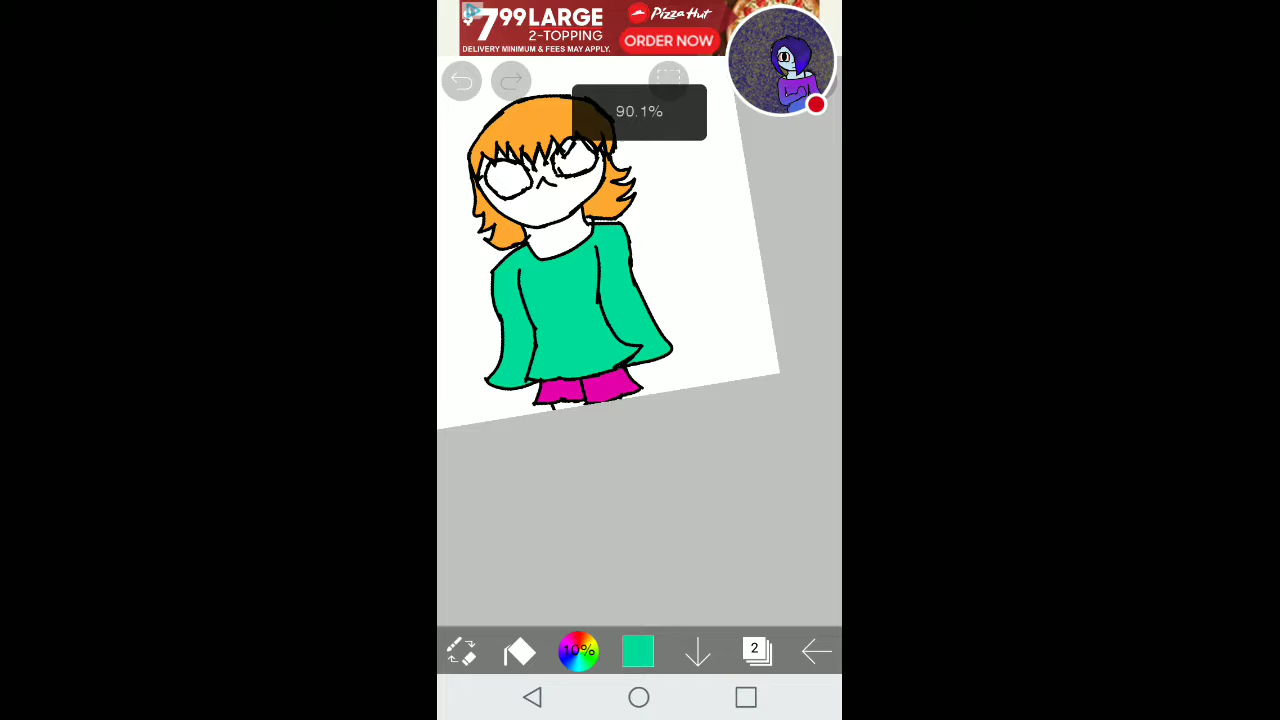 $7.99 LARGE
2-TOPPING
DELIVERY MINIMUM & FEES MAY APPLY.
Pizza Hut
ORDER NOW
90.1%
10%
2